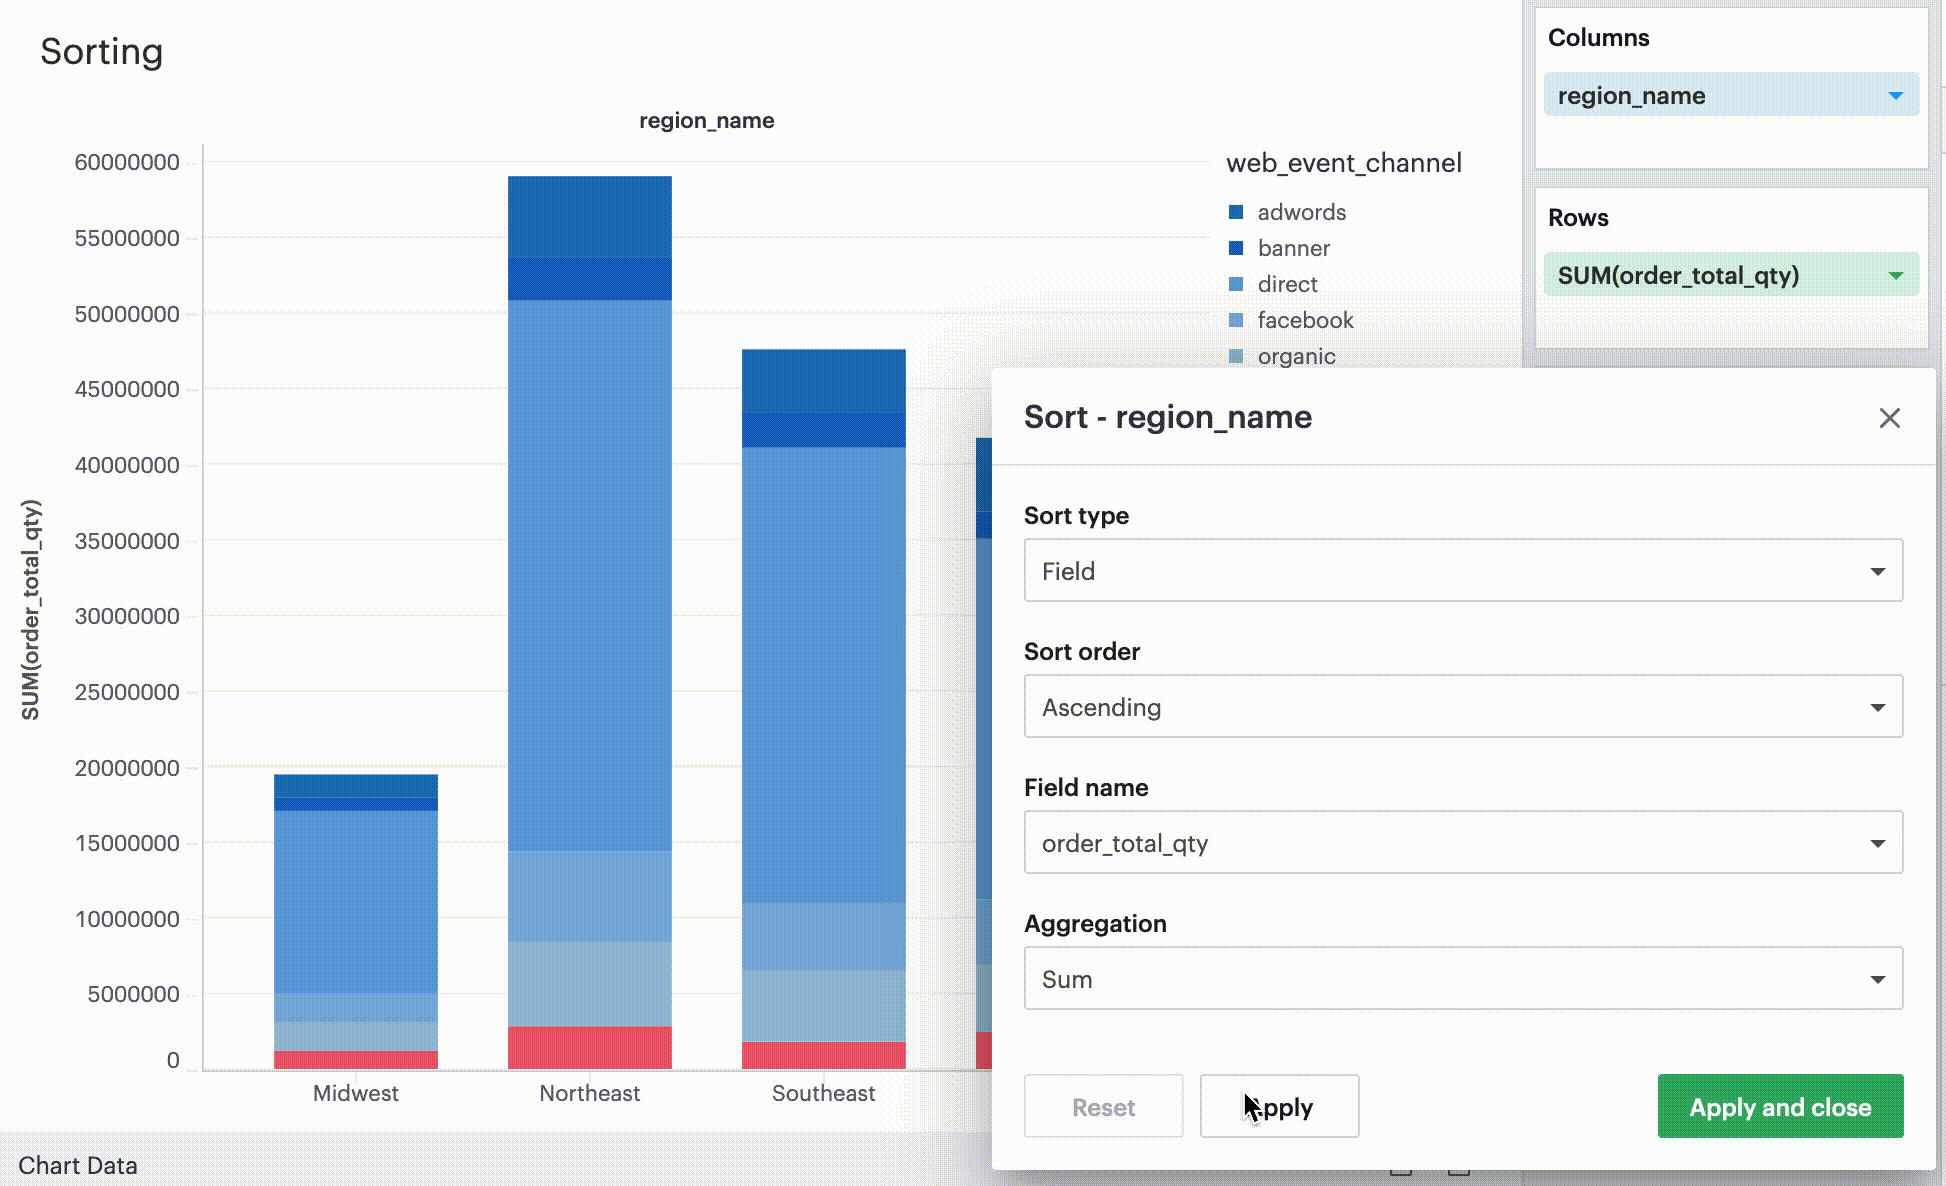 Sorting
region_name
60000000
55000000
50000000
45000000
40000000
35000000
30000000
25000000
20000000
15000000
10000000
5000000
0
SUM(order_total_qty)
Midwest
Northeast
Southeast
web_event_channel
adwords
banner
direct
facebook
organic
Chart Data
Columns
region_name
Rows
SUM(order_total_qty)
Sort - region_name
Sort type
Field
Sort order
Ascending
Field name
order_total_qty
Aggregation
Sum
Reset
Apply
Apply and close